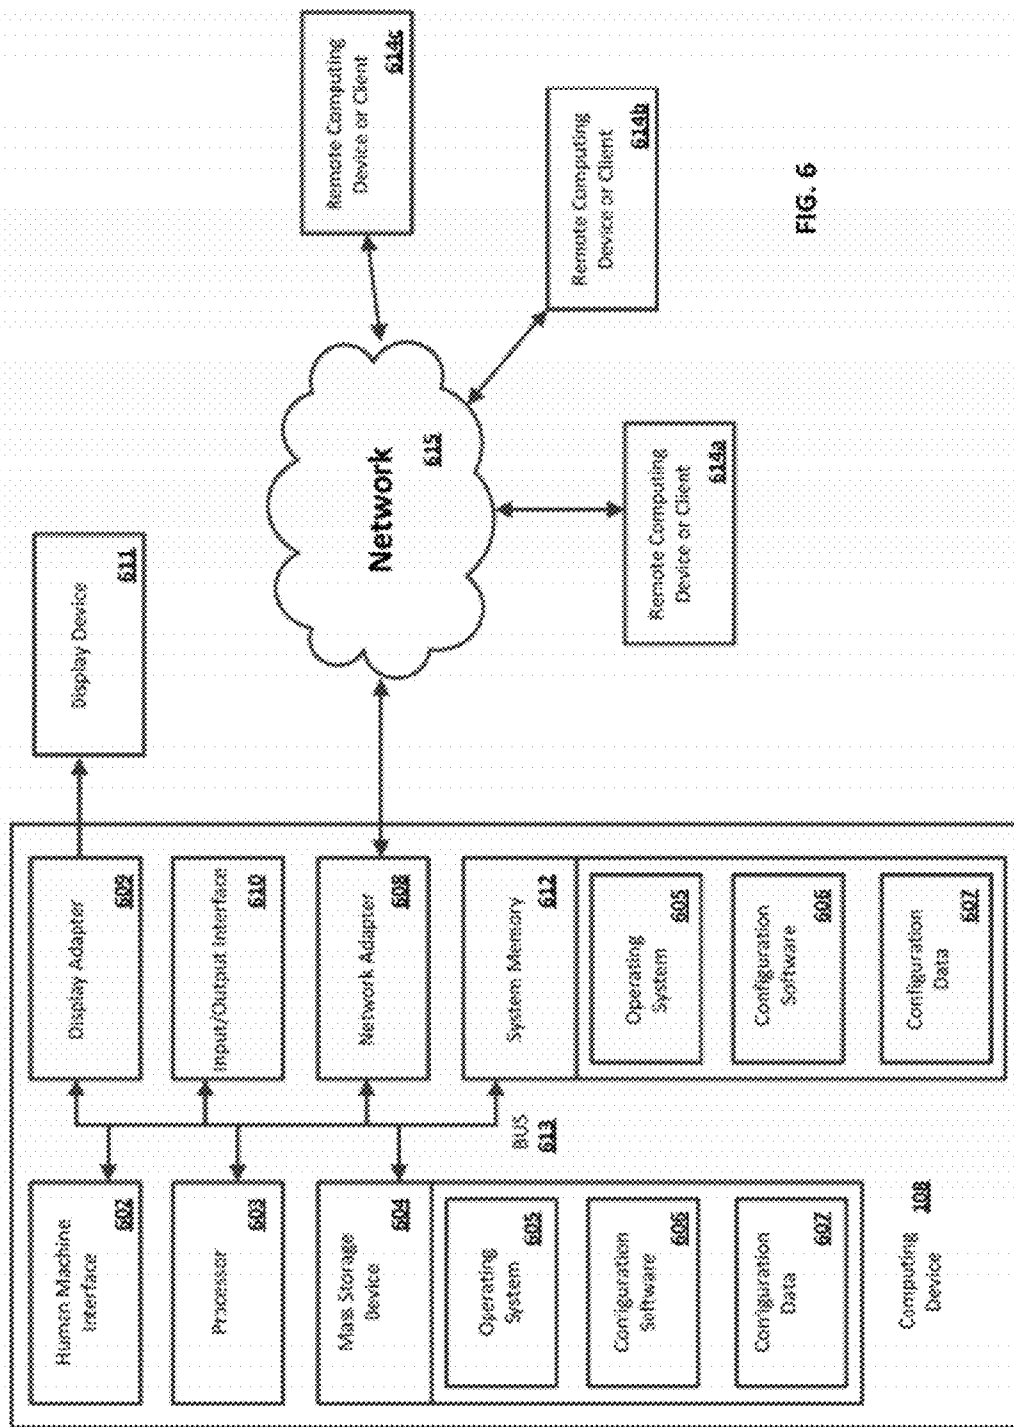 Human Machine
Interface
602
Display Adapter
609
Display Device
611
Processor
603
Input/Output Interface
610
Mass Storage
Device
604
Network Adapter
608
Network
615
Remote Computing
Device or Client
614c
Operating
System
605
BUS
613
System Memory
612
Configuration
Software
606
Operating
System
605
Remote Computing
Device or Client
614a
Remote Computing
Device or Client
614b
Configuration
Data
607
Configuration
Software
606
Computing
Device
108
Configuration
Data
607
FIG. 6